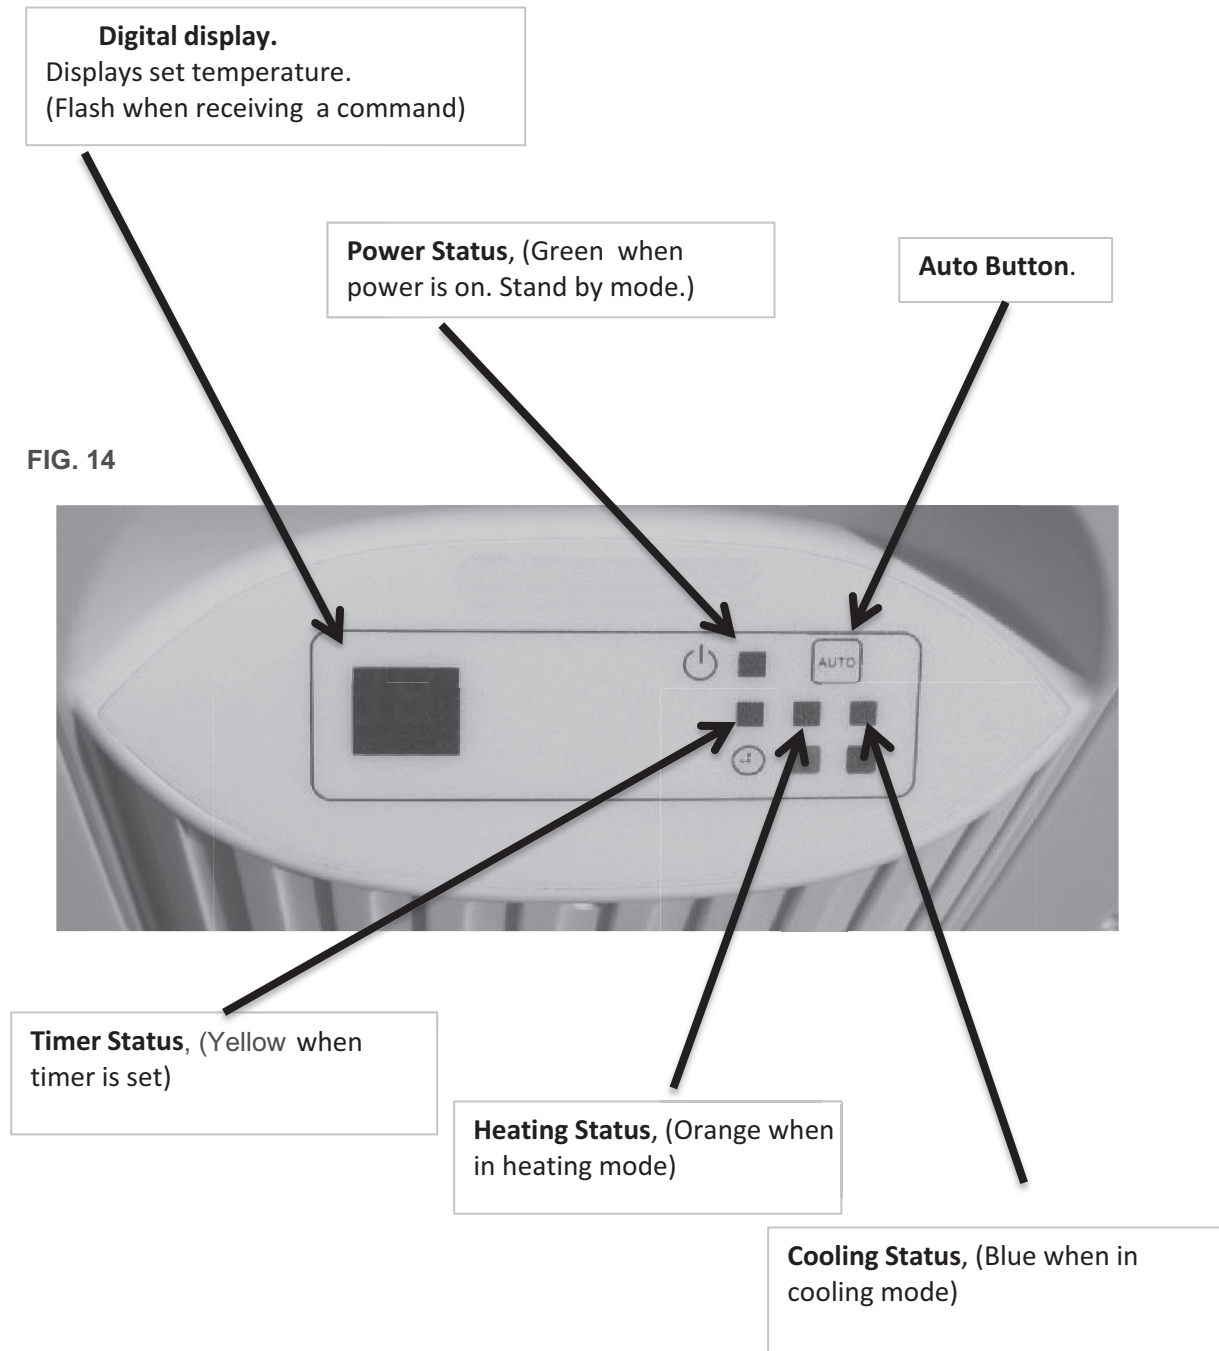 Digital display.
Displays set temperature.
(Flash when receiving a command)
Power Status, (Green when
power is on. Stand by mode.)
Auto Button.
FIG. 14
AUTO
Timer Status, (Yellow when
timer is set)
Heating Status, (Orange when
in heating mode)
Cooling Status, (Blue when in
cooling mode)